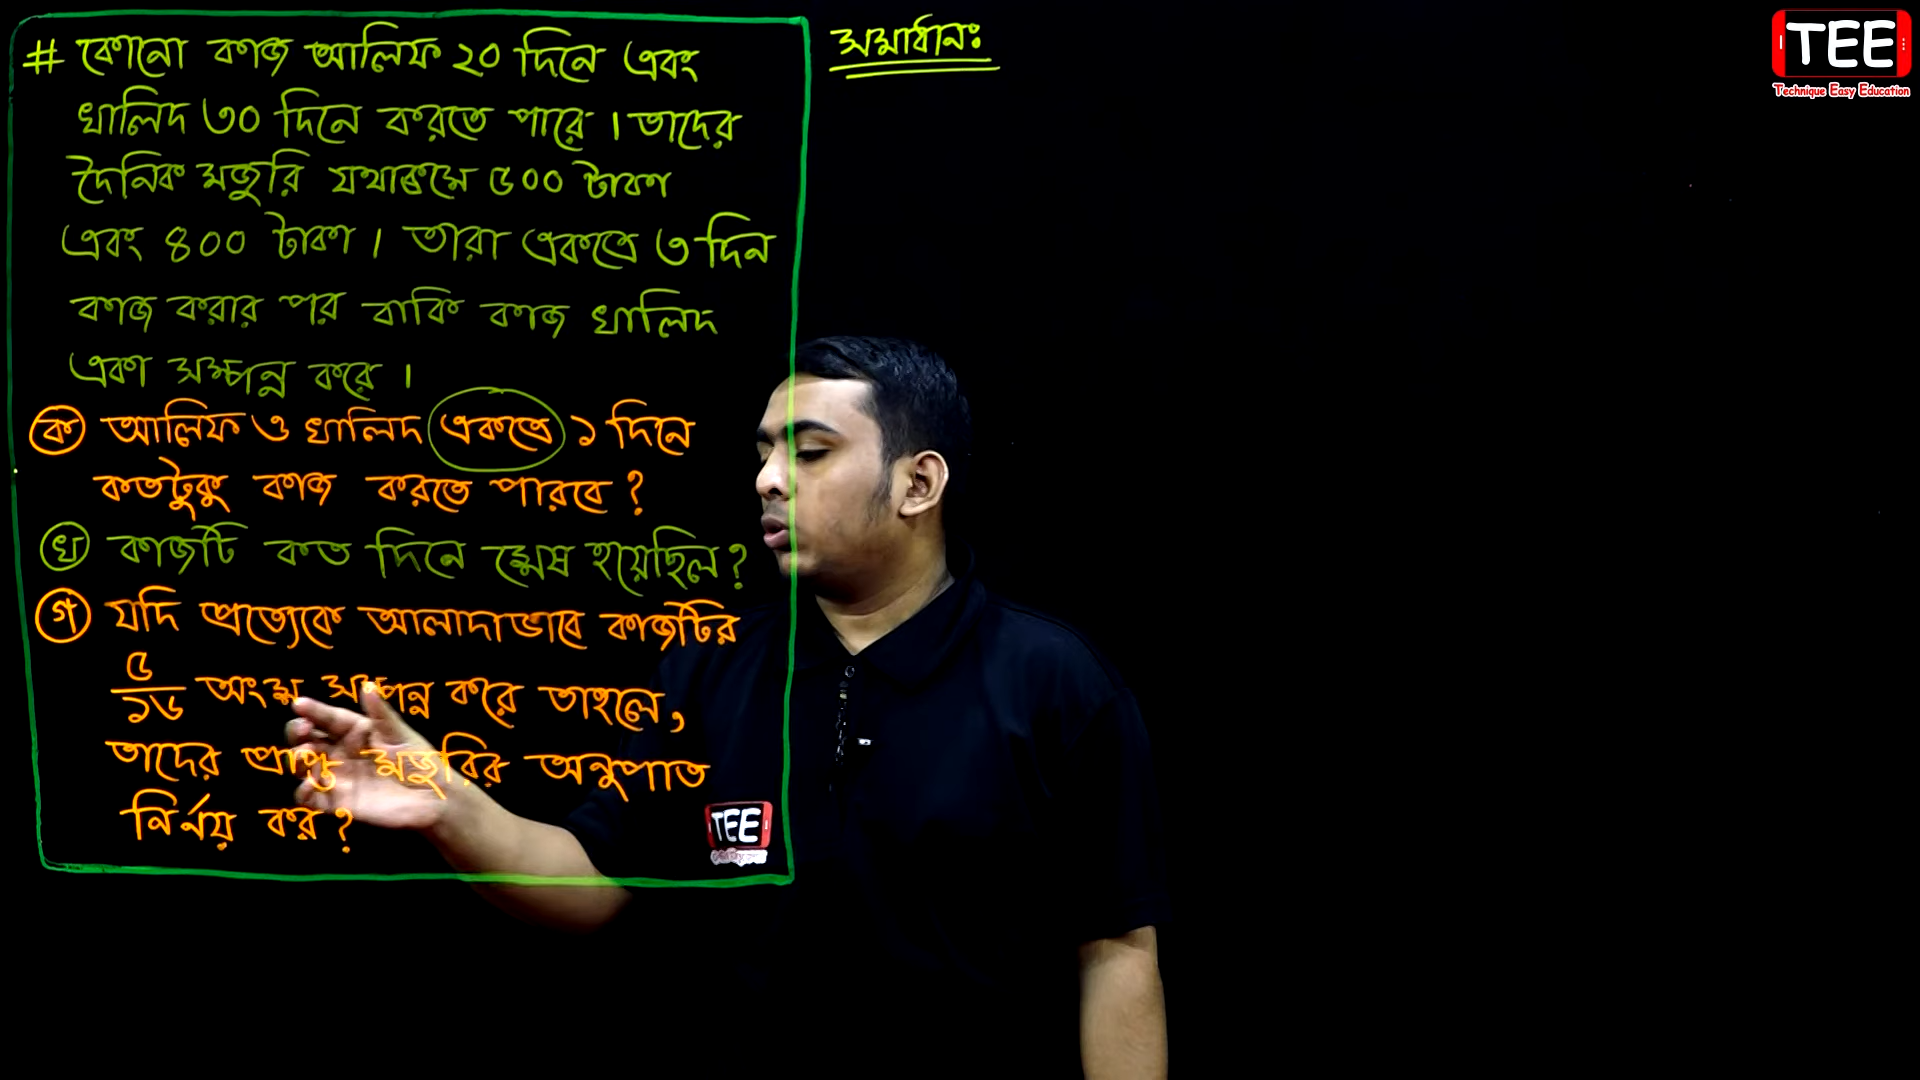 # কোনো কাজ আলিফ ২০ দিনে এবং
খালিদ ৩০ দিনে করতে পারে। তাদের
দৈনিক মজুরি যথাক্রমে ৫০০ টাকা
এবং ৪০০ টাকা। তারা একত্রে ৩ দিন
কাজ করার পর বাকি কাজ খালিদ
একা সম্পন্ন করে।
ক আলিফ ও খালিদ একত্রে ১ দিনে
কতটুকু কাজ করতে পারবে?
খ কাজটি কত দিনে শেষ হয়েছিল?
গ যদি প্রত্যেকে আলাদাভাবে কাজটির
৫/১৬ অংশ সম্পন্ন করে তাহলে,
তাদের প্রাপ্ত মজুরির অনুপাত
নির্নয় কর?
সমাধানঃ
TEE
Technique Easy Education
TEE